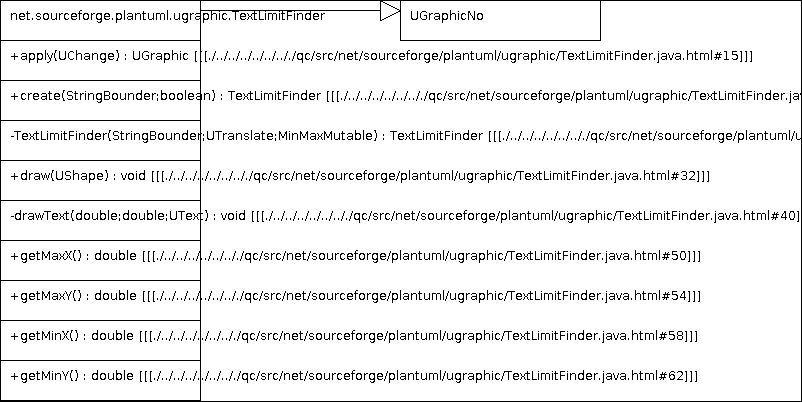 net.sourceforge.plantuml.ugraphic.TextLimitFinder
UGraphicNo
+apply(UChange) : UGraphic [[[./../../../../../../../qc/src/net/sourceforge/plantuml/ugraphic/TextLimitFinder.java.html#15]]]
+create(StringBounder;boolean) : TextLimitFinder [[[./../../../../../../../qc/src/net/sourceforge/plantuml/ugraphic/TextLimitFinder.jav
-TextLimitFinder(StringBounder;UTranslate;MinMaxMutable) : TextLimitFinder [[[./../../../../../../../qc/src/net/sourceforge/plantuml/u
+draw(UShape) : void [[[./../../../../../../../qc/src/net/sourceforge/plantuml/ugraphic/TextLimitFinder.java.html#32]]]
-drawText(double;double;UText) : void [[[./../../../../../../../qc/src/net/sourceforge/plantuml/ugraphic/TextLimitFinder.java.html#40]
+getMaxX() : double [[[./../../../../../../../qc/src/net/sourceforge/plantuml/ugraphic/TextLimitFinder.java.html#50]]]
+getMaxY() : double [[[./../../../../../../../qc/src/net/sourceforge/plantuml/ugraphic/TextLimitFinder.java.html#54]]]
+getMinX() : double [[[./../../../../../../../qc/src/net/sourceforge/plantuml/ugraphic/TextLimitFinder.java.html#58]]]
+getMinY() : double [[[./../../../../../../../qc/src/net/sourceforge/plantuml/ugraphic/TextLimitFinder.java.html#62]]]